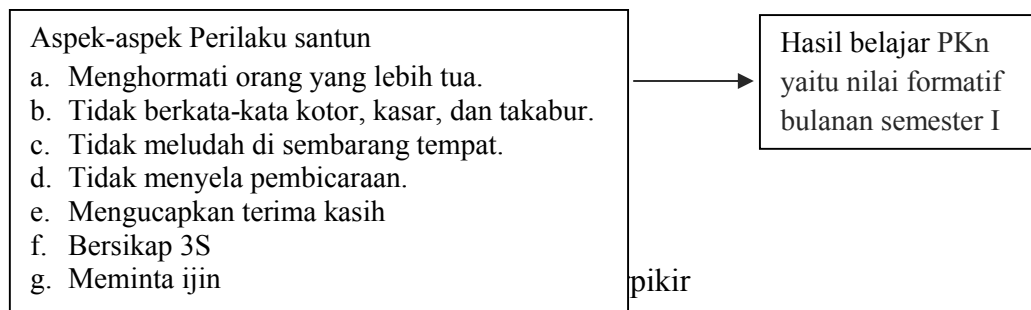 Aspek-aspek Perilaku santun
a. Menghormati orang yang lebih tua.
b. Tidak berkata-kata kotor, kasar, dan takabur.
c. Tidak meludah di sembarang tempat.
d. Tidak menyela pembicaraan.
e. Mengucapkan terima kasih
f. Bersikap 3S
g. Meminta ijin
Hasil belajar PKn
yaitu nilai formatif
bulanan semester I
pikir